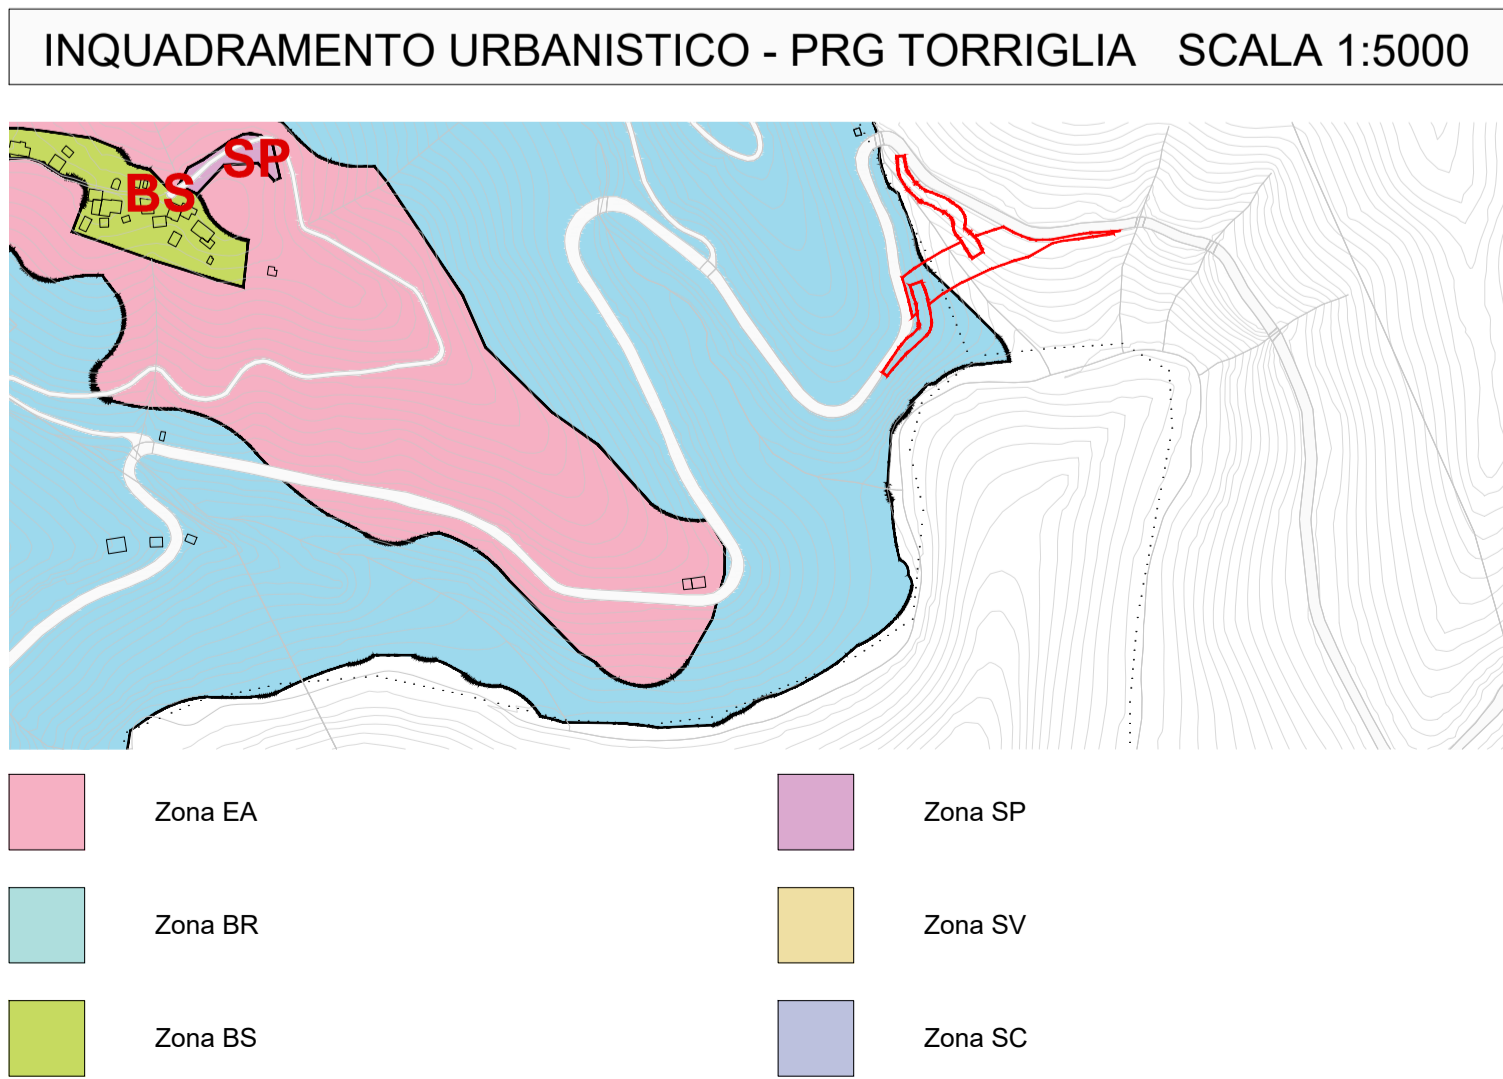 INQUADRAMENTO URBANISTICO - PRG TORRIGLIA SCALA 1:5000
SP
BS
Zona EA
Zona SP
Zona BR
Zona SV
Zona BS
Zona SC